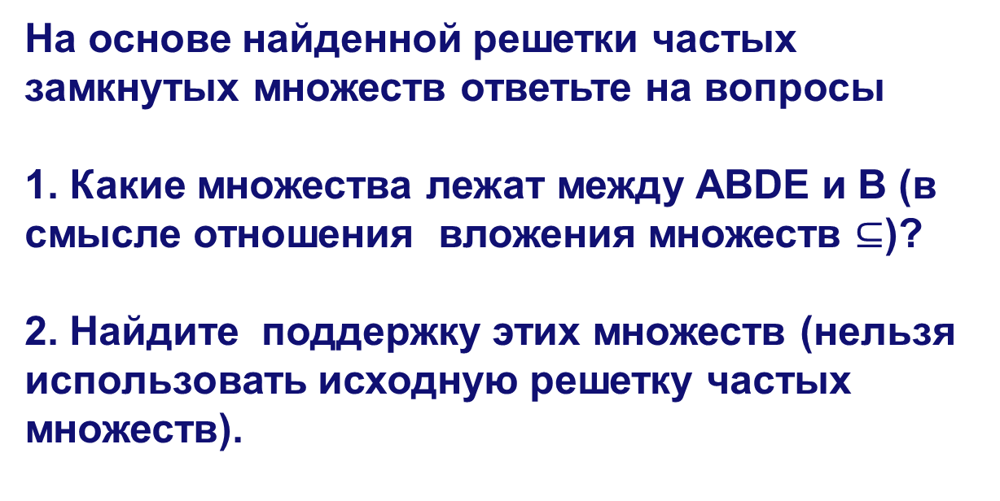 На основе найденной решетки частых
замкнутых множеств ответьте на вопросы
1. Какие множества лежат между ABDE и B (в
смысле отношения вложения множеств ⊆)?
2. Найдите поддержку этих множеств (нельзя
использовать исходную решетку частых
множеств).